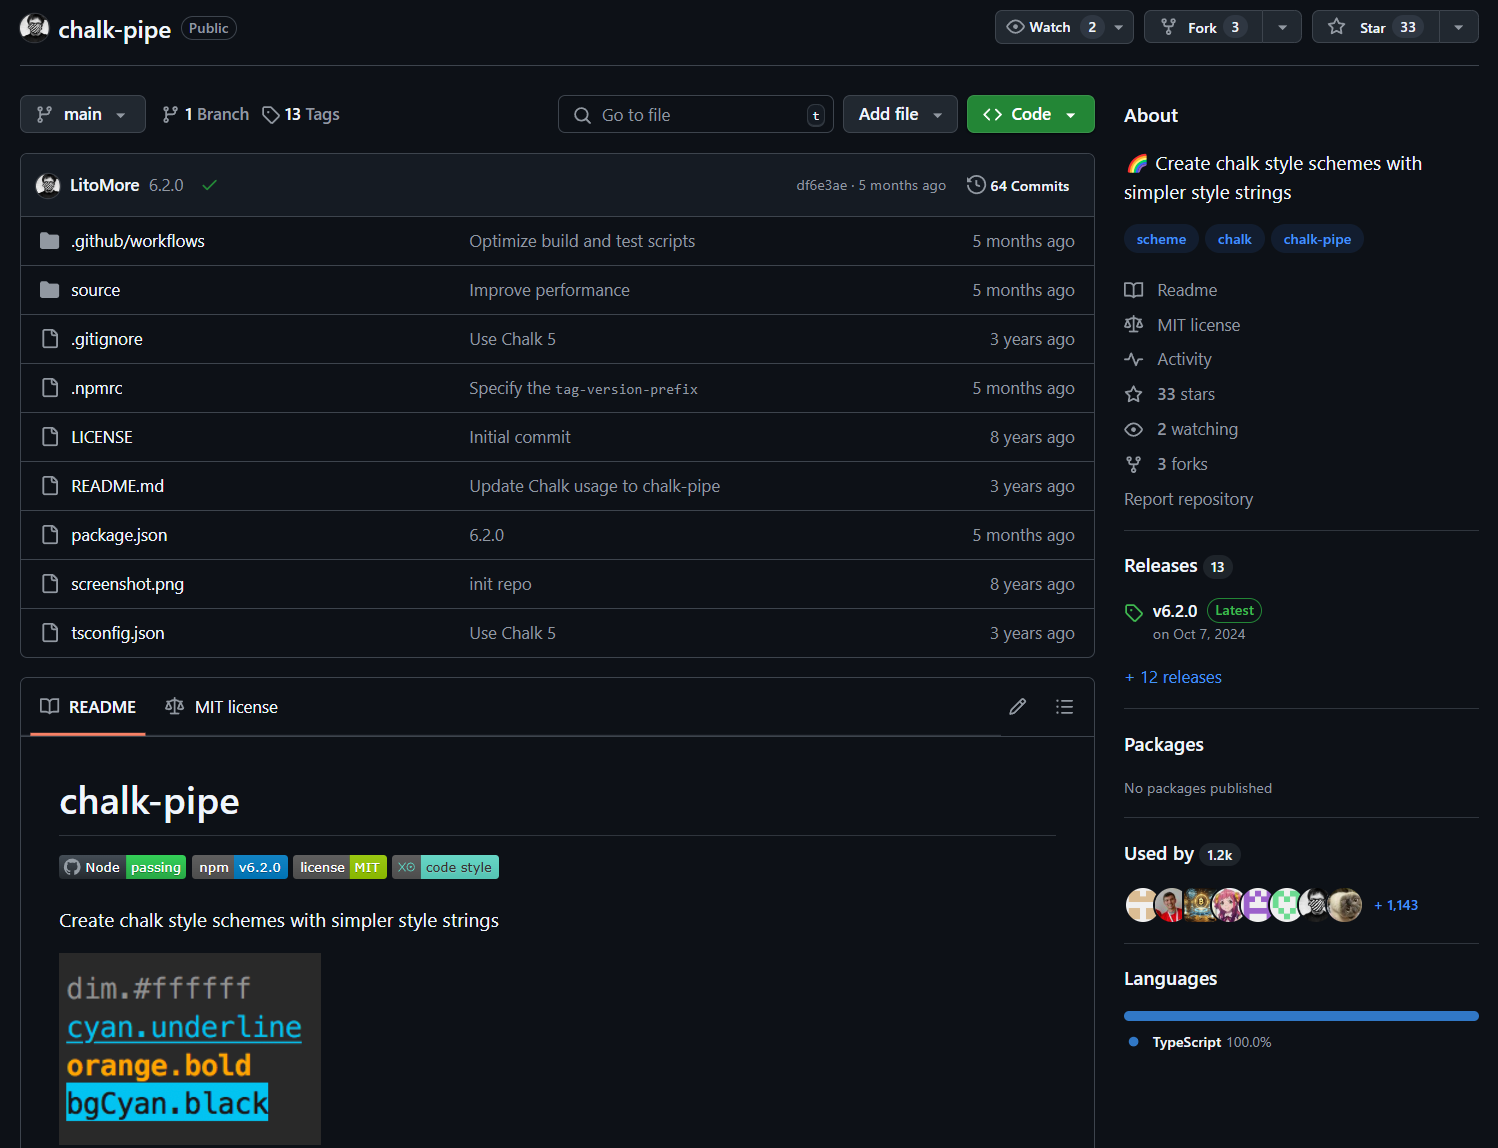 chalk-pipe Public
Watch 2 Fork 3 Star 33
main 1 Branch 13 Tags Go to file t Add file Code
LitoMore 6.2.0 df6e3ae · 5 months ago 64 Commits
.github/workflows Optimize build and test scripts 5 months ago
source Improve performance 5 months ago
.gitignore Use Chalk 5 3 years ago
.npmrc Specify the tag-version-prefix 5 months ago
LICENSE Initial commit 8 years ago
README.md Update Chalk usage to chalk-pipe 3 years ago
package.json 6.2.0 5 months ago
screenshot.png init repo 8 years ago
tsconfig.json Use Chalk 5 3 years ago
README MIT license
chalk-pipe
Node passing npm v6.2.0 license MIT XO code style
Create chalk style schemes with simpler style strings
dim.#ffffff
cyan.underline
orange.bold
bgCyan.black
About
🌈 Create chalk style schemes with
simpler style strings
scheme chalk chalk-pipe
Readme
MIT license
Activity
33 stars
2 watching
3 forks
Report repository
Releases 13
v6.2.0 Latest
on Oct 7, 2024
+ 12 releases
Packages
No packages published
Used by 1.2k
+ 1,143
Languages
TypeScript 100.0%